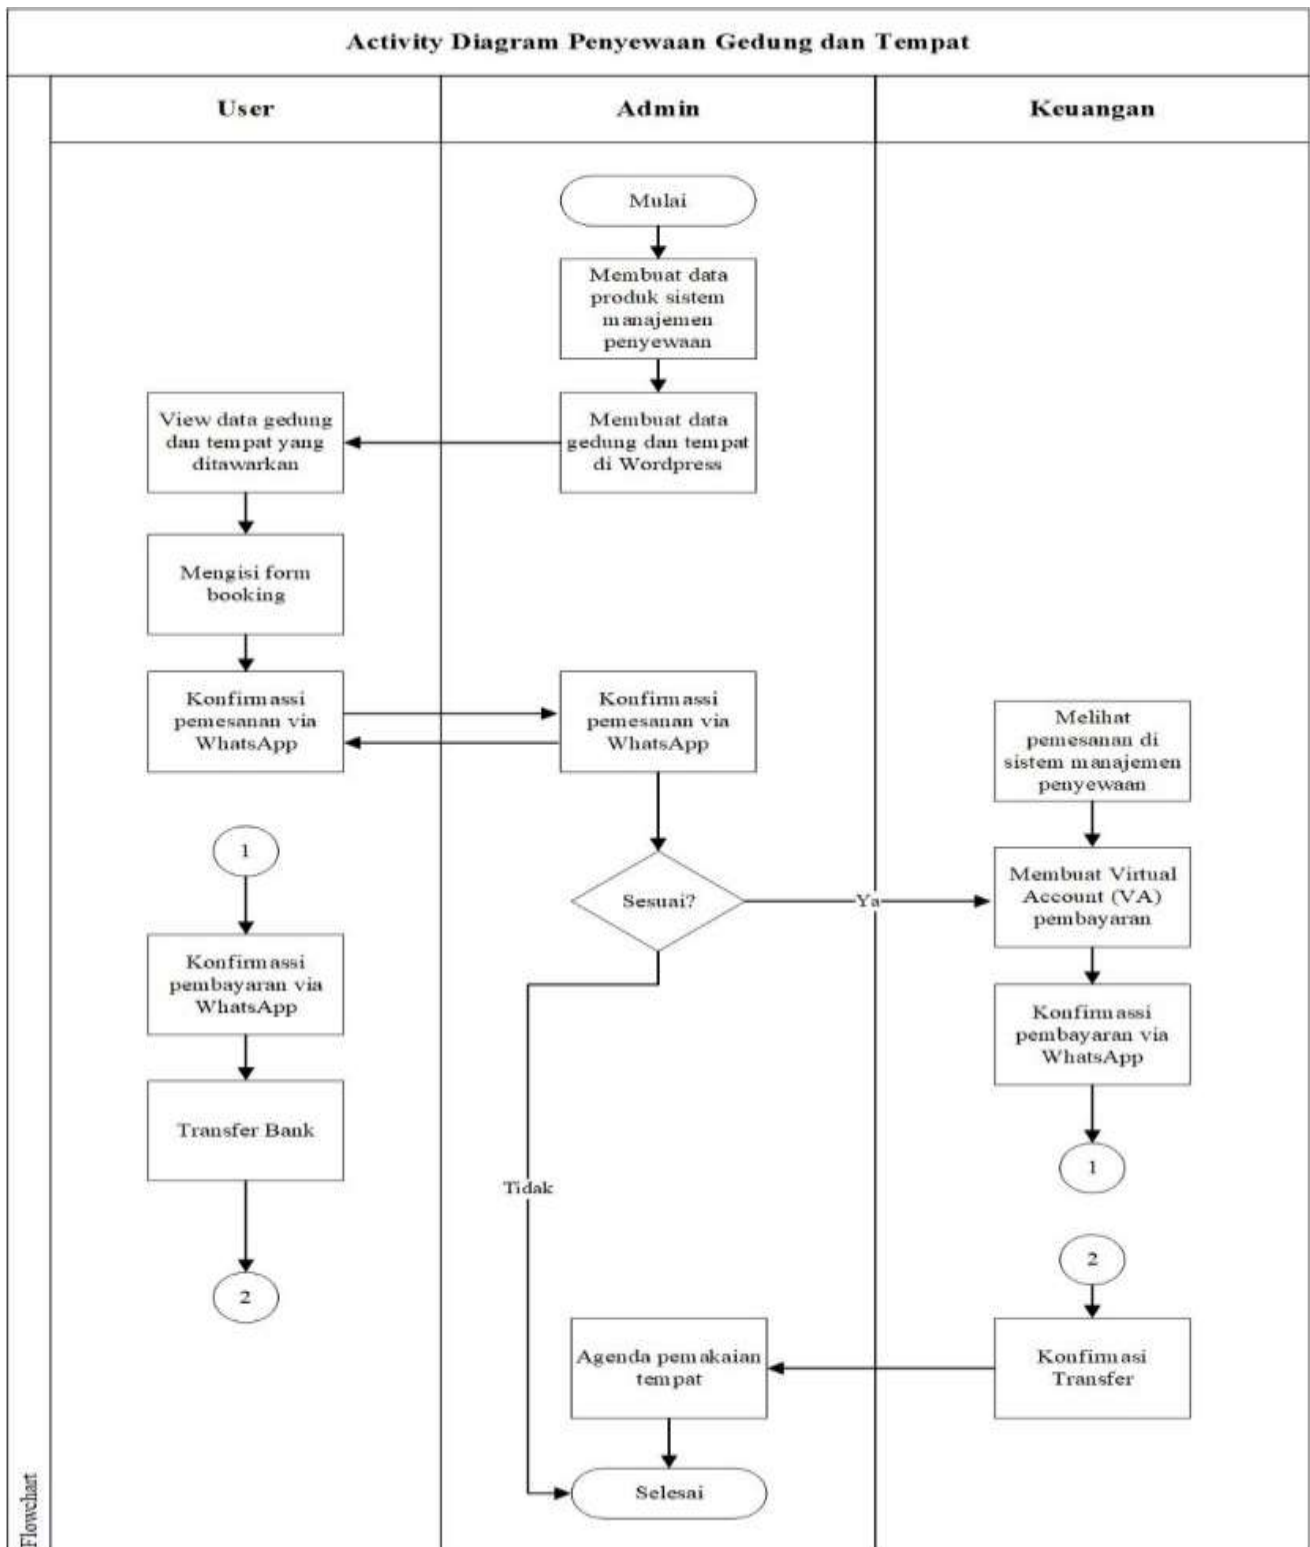 Activity Diagram Penyewaan Gedung dan Tempat
User
Admin
Keuangan
Mulai
Membuat data
produk sistem
manajemen
penyewaan
View data gedung
dan tempat yang
ditawarkan
Membuat data
gedung dan tempat
di Wordpress
Mengisi form
booking
Konfirmassi
pemesanan via
WhatsApp
Konfirmassi
pemesanan via
WhatsApp
Melihat
pemesanan di
sistem manajemen
penyewaan
1
Sesuai?
Ya
Membuat Virtual
Account (VA)
pembayaran
Konfirmassi
pembayaran via
WhatsApp
Konfirmassi
pembayaran via
WhatsApp
Transfer Bank
1
Tidak
2
2
Agenda pemakaian
tempat
Konfirmasi
Transfer
Selesai
Flowchart